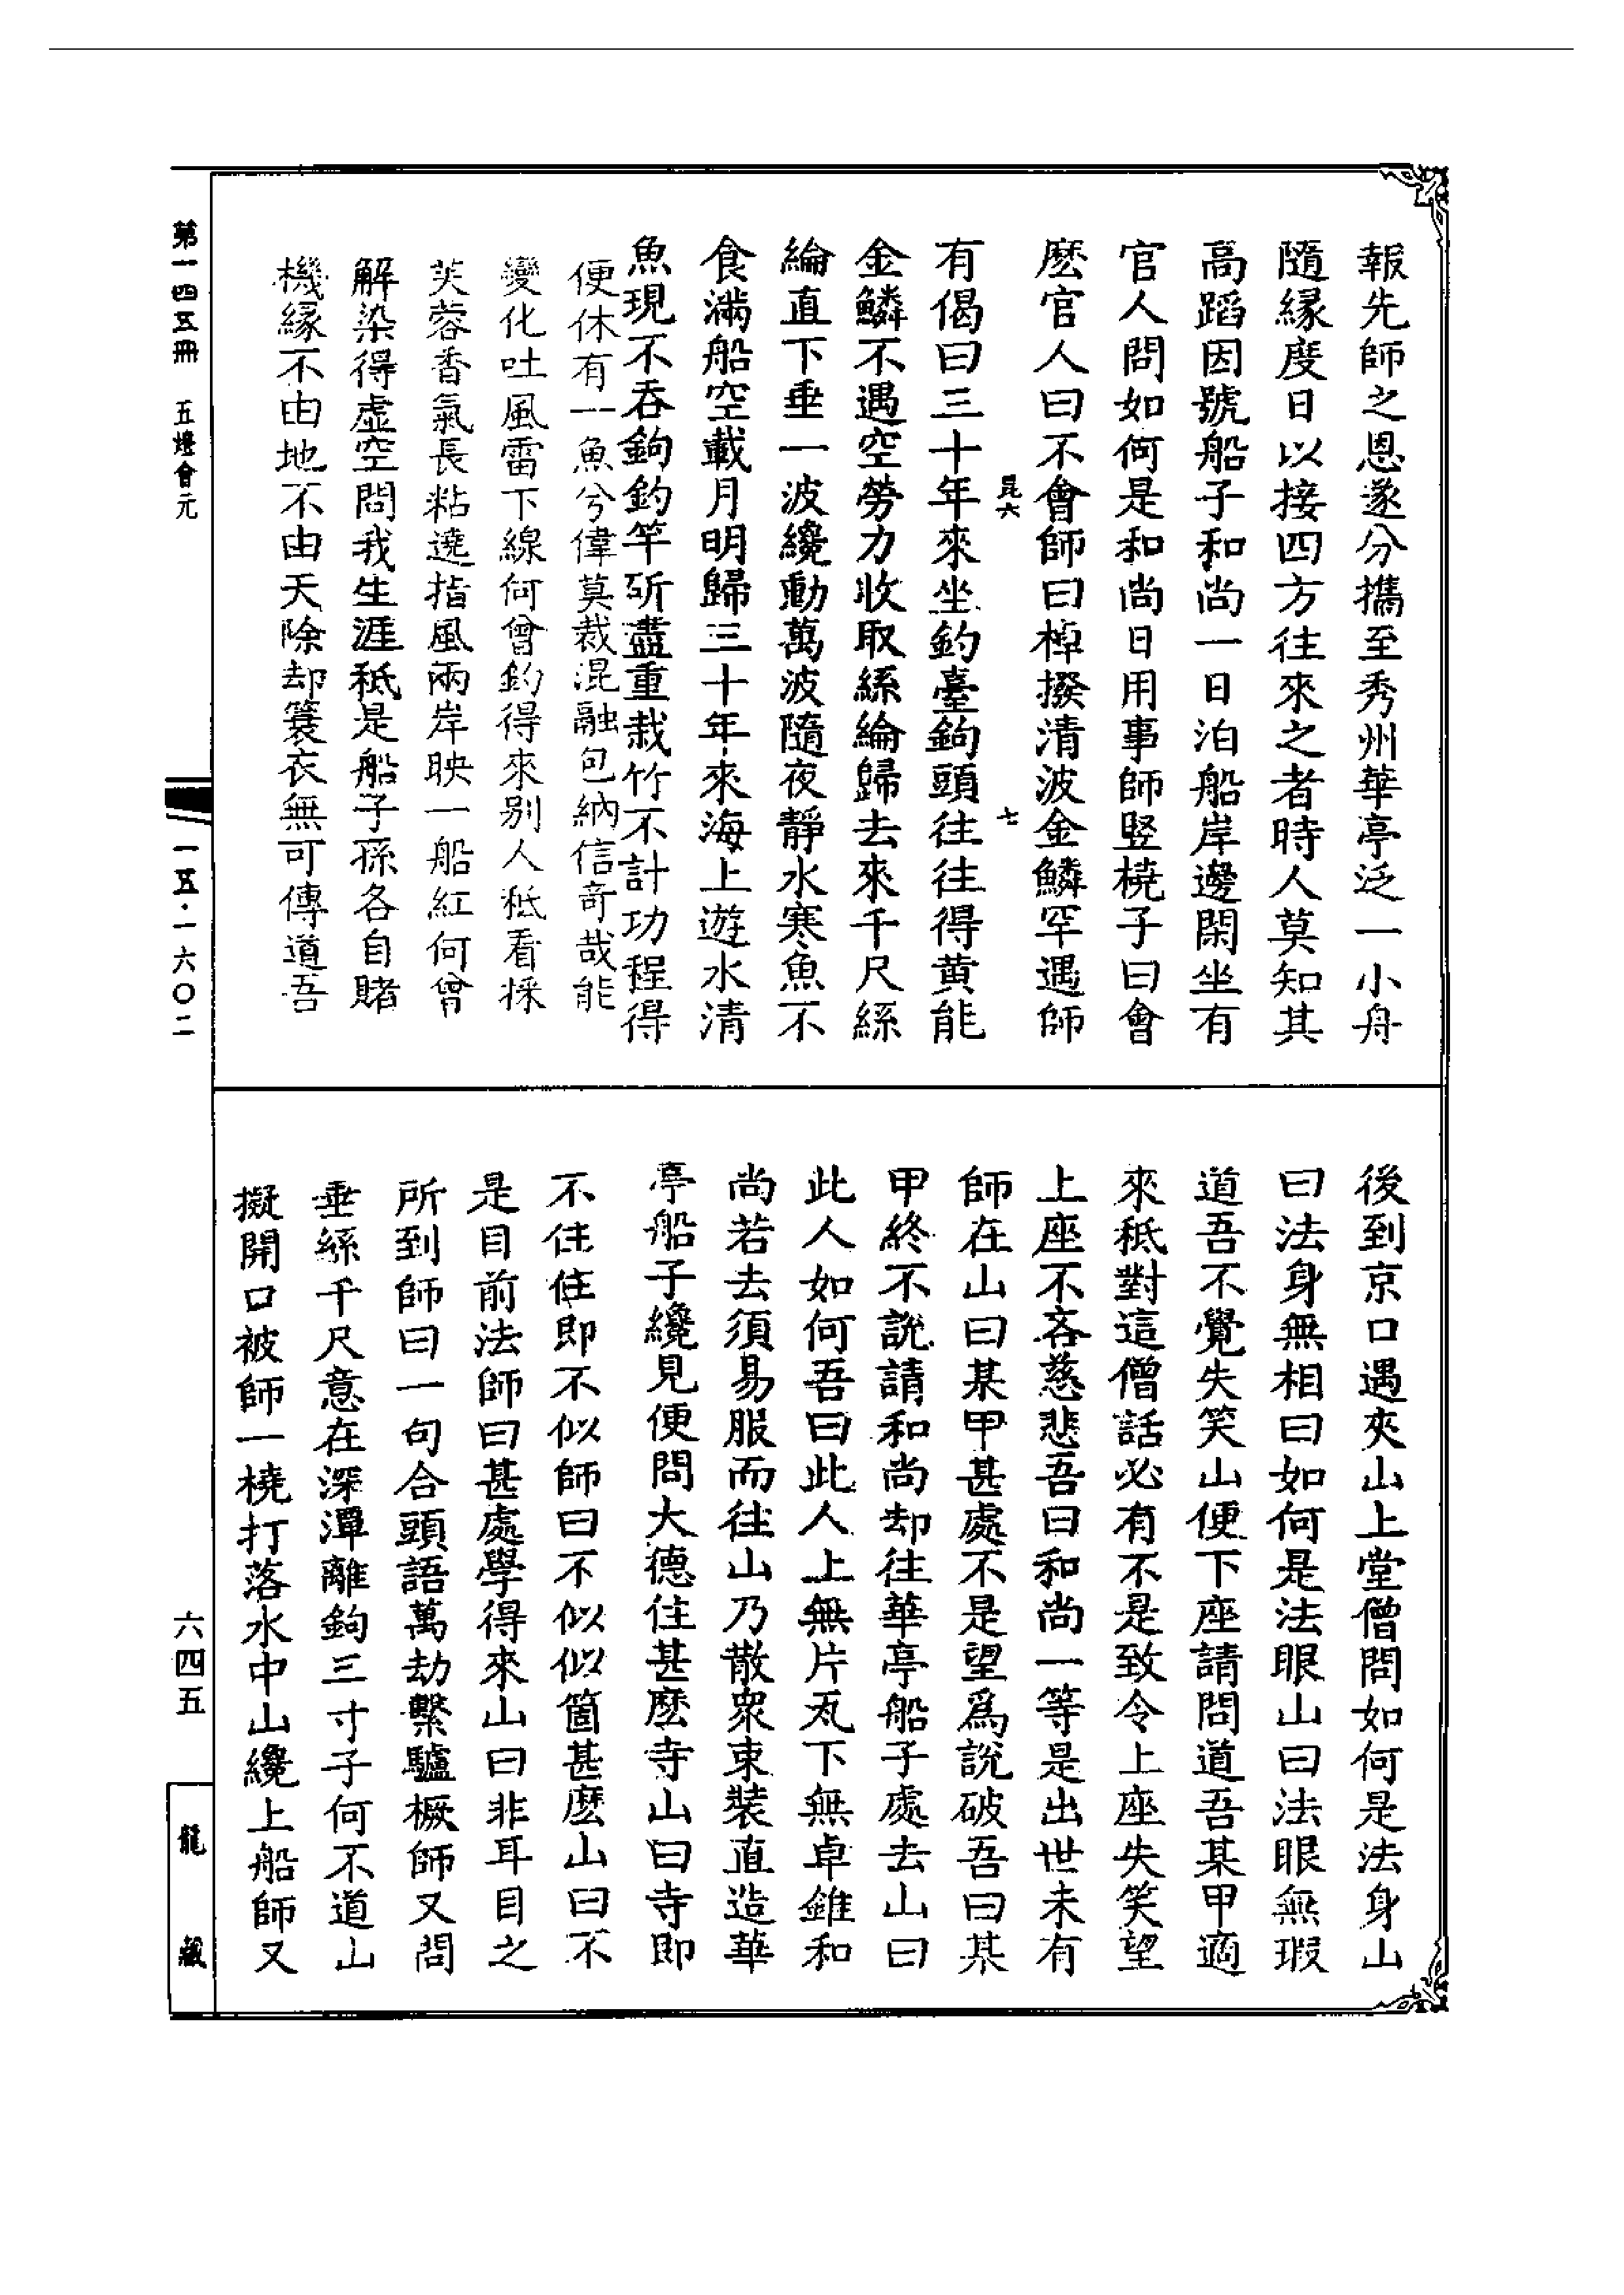 報先師之恩遂分攜至秀州華亭泛一小舟
隨緣度日以接四方往來之者時人莫知其
高蹈因號船子和尚一日泊船岸邊閑坐有
官人問如何是和尚日用事師竪橈子曰會
麽官人曰不會師曰棹撥清波金鱗罕遇師
昆六 七
有偈曰三十年來坐釣臺鉤頭往往得黄能
金鱗不遇空勞力收取絲綸歸去來千尺絲
綸直下垂一波纔動萬波隨夜靜水寒魚不
食滿船空載月明歸三十年來海上遊水清
魚現不吞鉤釣竿斫盡重栽竹不計功程得
便休有一魚兮偉莫裁混融包納信奇哉能
變化吐風雷下線何曾釣得來别人秪看採
芙蓉香氣長粘遶指風兩岸映一船紅何曾
解染得虛空問我生涯秪是船子孫各自賭
機緣不由地不由天除却簑衣無可傳道吾
後到京口遇夾山上堂僧問如何是法身山
曰法身無相曰如何是法眼山曰法眼無瑕
道吾不覺失笑山便下座請問道吾某甲適
來秪對這僧話必有不是致令上座失笑望
上座不吝慈悲吾曰和尚一等是出世未有
師在山曰某甲甚處不是望爲說破吾曰某
甲終不說請和尚却往華亭船子處去山曰
此人如何吾曰此人上無片瓦下無卓錐和
尚若去須易服而往山乃散衆束裝直造華
亭船子纔見便問大德住甚麽寺山曰寺即
不住住即不似師曰不似似箇甚麽山曰不
是目前法師曰甚處學得來山曰非耳目之
所到師曰一句合頭語萬劫繫驢橛師又問
垂絲千尺意在深潭離鉤三寸子何不道山
擬開口被師一橈打落水中山纔上船師又
第一四五冊 五燈會元
一五·一六〇二
六四五
龍藏